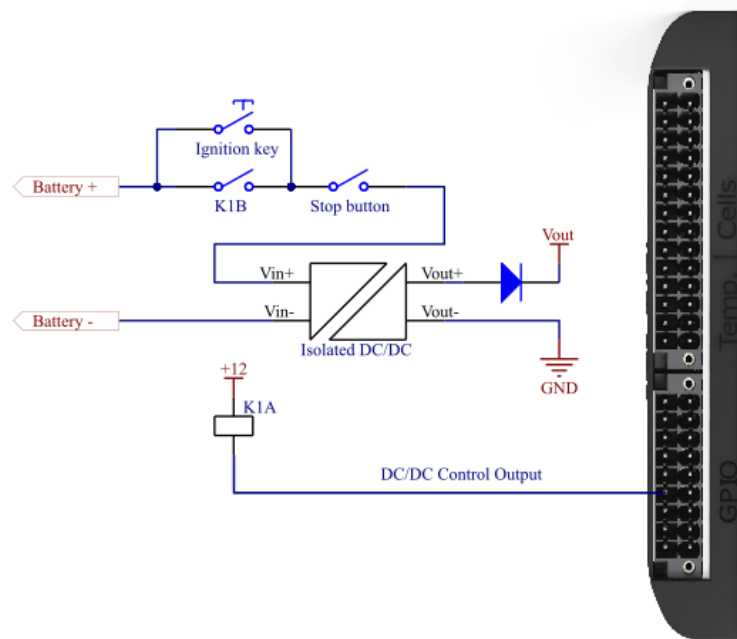 Ignition key
Battery +
K1B
Stop button
Vout
Vin+
Vout+
Vin-
Vout-
Battery -
Isolated DC/DC
GND
+12
K1A
DC/DC Control Output
Cells
Temp.
GPIO